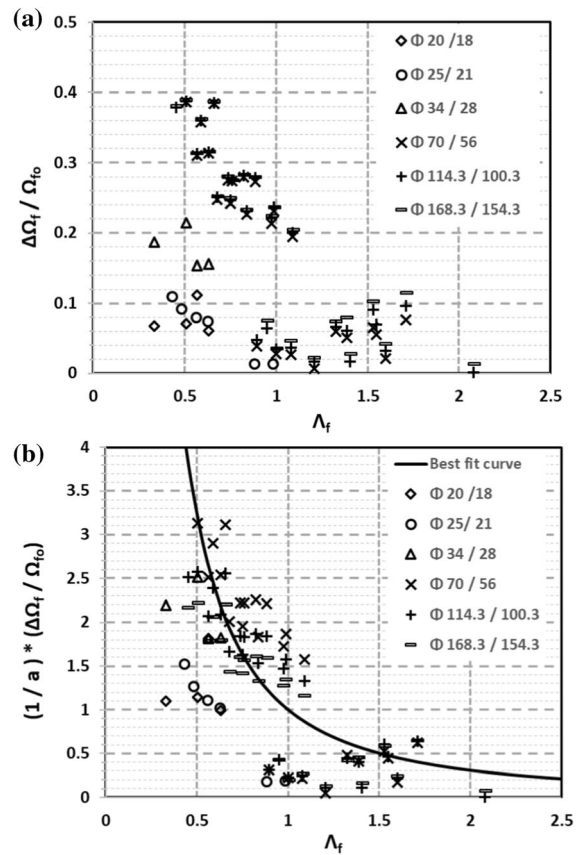 (a)
0.5
0.4
0.3
0.2
0.1
0
ΔΩf / Ωfo
0 0.5 1 1.5 2 2.5
Λf
Φ 20 /18
Φ 25/ 21
Φ 34 / 28
Φ 70 / 56
Φ 114.3 / 100.3
Φ 168.3 / 154.3
(b)
4
3.5
3
2.5
2
1.5
1
0.5
0
(1/ a ) * (ΔΩf / Ωfo)
0 0.5 1 1.5 2 2.5
Λf
Best fit curve
Φ 20 /18
Φ 25/ 21
Φ 34 / 28
Φ 70 / 56
Φ 114.3 / 100.3
Φ 168.3 / 154.3